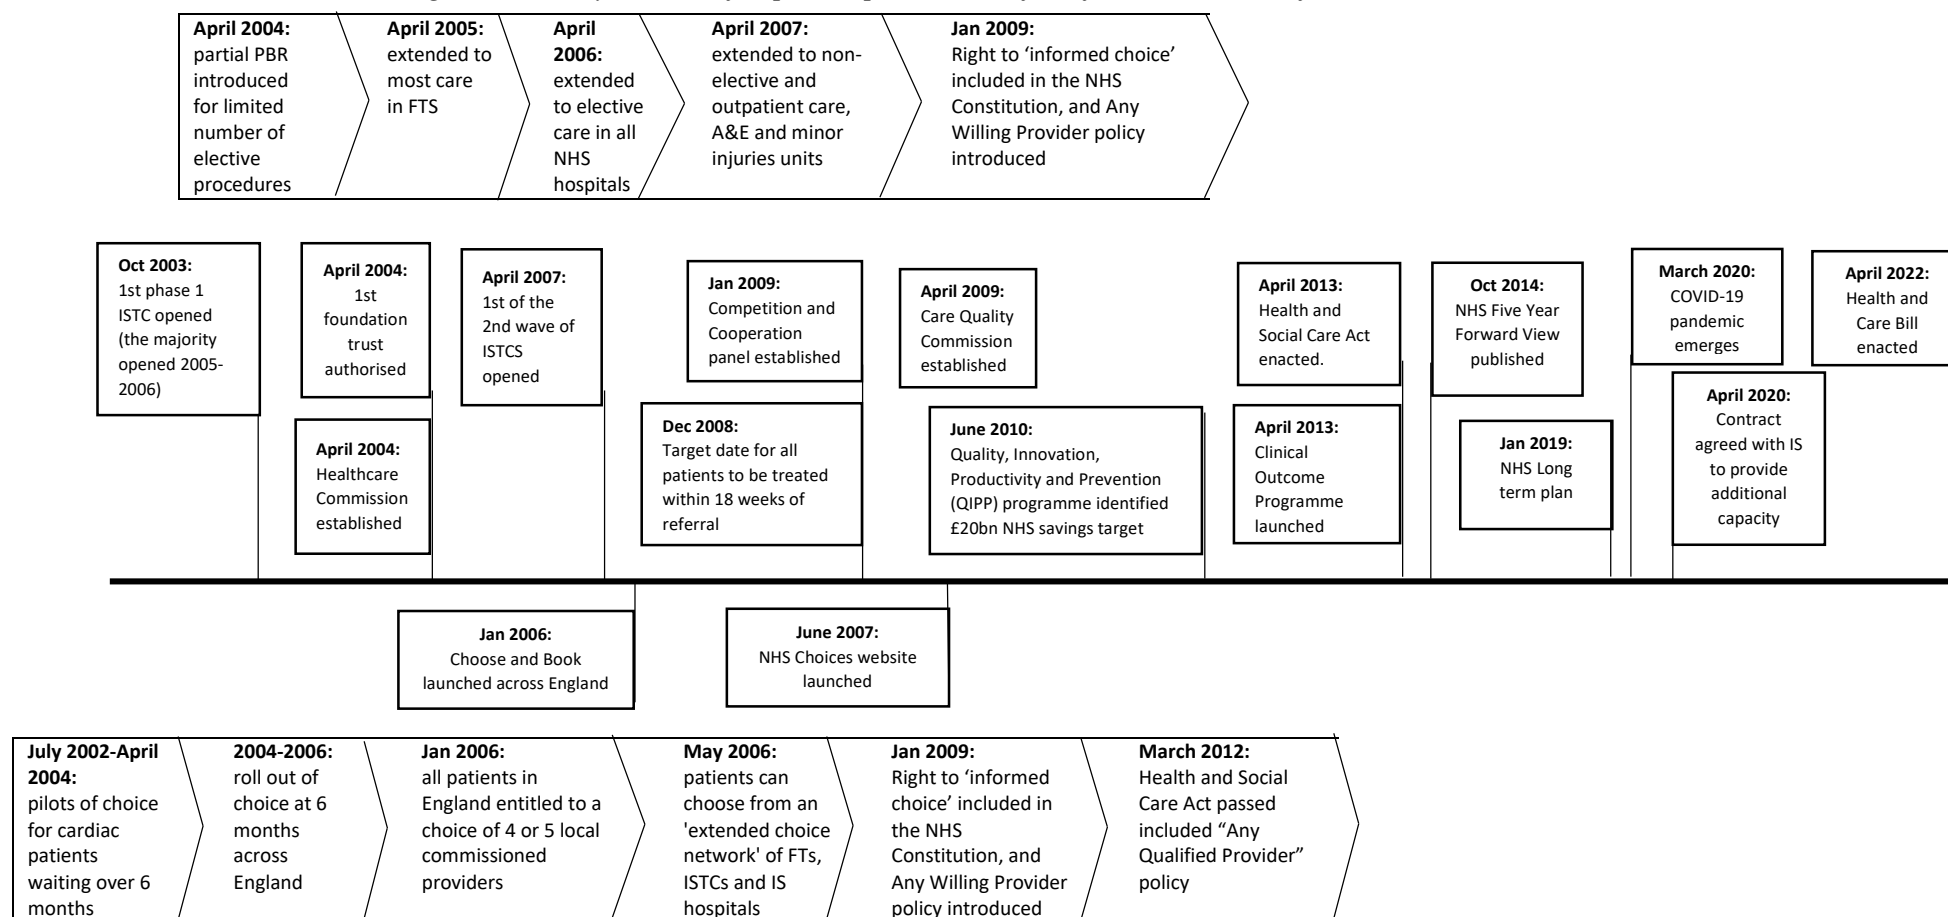 April 2004:
partial PBR
introduced
for limited
number of
elective
procedures
April 2005:
extended to
most care
in FTS
April
2006:
extended
to elective
care in all
NHS
hospitals
April 2007:
extended to non-
elective and
outpatient care,
A&E and minor
injuries units
Jan 2009:
Right to ‘informed choice’
included in the NHS
Constitution, and Any
Willing Provider policy
introduced
Oct 2003:
1st phase 1
ISTC opened
(the majority
opened 2005-
2006)
April 2004:
1st
foundation
trust
authorised
April 2004:
Healthcare
Commission
established
April 2007:
1st of the
2nd wave of
ISTCS
opened
Jan 2009:
Competition and
Cooperation
panel established
Dec 2008:
Target date for all
patients to be treated
within 18 weeks of
referral
April 2009:
Care Quality
Commission
established
June 2010:
Quality, Innovation,
Productivity and Prevention
(QIPP) programme identified
£20bn NHS savings target
April 2013:
Health and
Social Care Act
enacted.
April 2013:
Clinical
Outcome
Programme
launched
Oct 2014:
NHS Five Year
Forward View
published
Jan 2019:
NHS Long
term plan
March 2020:
COVID-19
pandemic
emerges
April 2020:
Contract
agreed with IS
to provide
additional
capacity
April 2022:
Health and
Care Bill
enacted
Jan 2006:
Choose and Book
launched across England
June 2007:
NHS Choices website
launched
July 2002-April
2004:
pilots of choice
for cardiac
patients
waiting over 6
months
2004-2006:
roll out of
choice at 6
months
across
England
Jan 2006:
all patients in
England entitled to a
choice of 4 or 5 local
commissioned
providers
May 2006:
patients can
choose from an
'extended choice
network' of FTs,
ISTCs and IS
hospitals
Jan 2009:
Right to ‘informed
choice’ included in
the NHS
Constitution, and
Any Willing Provider
policy introduced
March 2012:
Health and Social
Care Act passed
included “Any
Qualified Provider”
policy